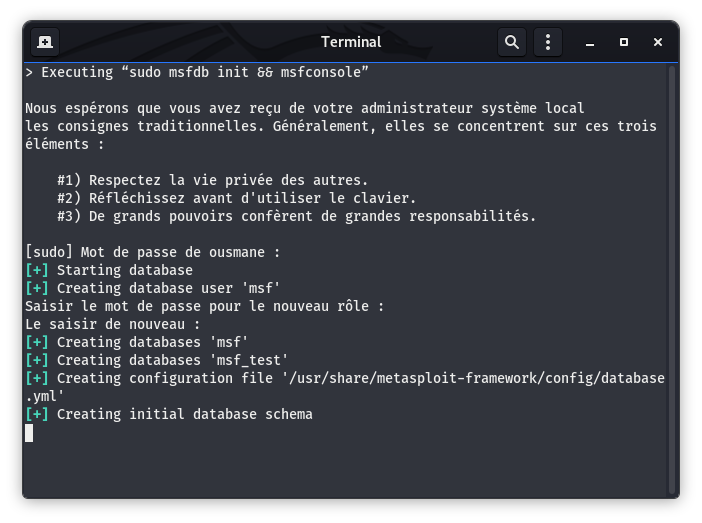 Terminal
> Executing “sudo msfdb init && msfconsole”
Nous espérons que vous avez reçu de votre administrateur système local
les consignes traditionnelles. Généralement, elles se concentrent sur ces trois
éléments :
#1) Respectez la vie privée des autres.
#2) Réfléchissez avant d'utiliser le clavier.
#3) De grands pouvoirs confèrent de grandes responsabilités.
[sudo] Mot de passe de ousmane :
[+] Starting database
[+] Creating database user 'msf'
Saisir le mot de passe pour le nouveau rôle :
Le saisir de nouveau :
[+] Creating databases 'msf'
[+] Creating databases 'msf_test'
[+] Creating configuration file '/usr/share/metasploit-framework/config/database
.yml'
[+] Creating initial database schema